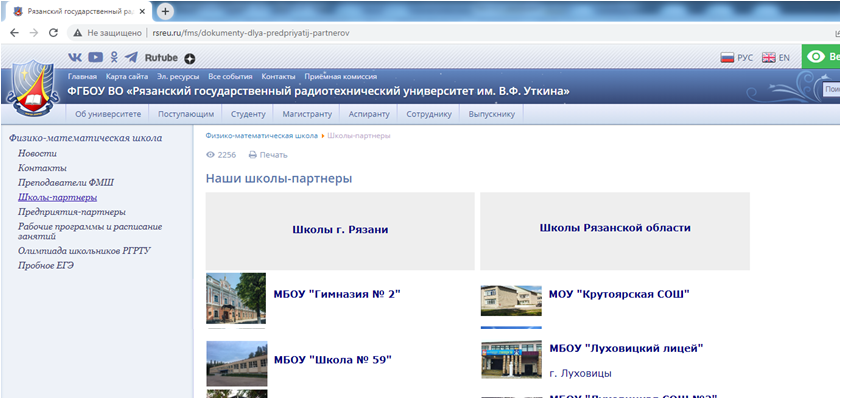 Рязанский государственный рад
Не защищено
rsreu.ru/fms/dokumenty-dlya-predpriyatij-partnerov
Rutube
РУС
EN
Ве
Главная Карта сайта Эл. ресурсы Все события Контакты Приёмная комиссия
ФГБОУ ВО «Рязанский государственный радиотехнический университет им. В.Ф. Уткина»
Пои
Об университете Поступающим Студенту Магистранту Аспиранту Сотруднику Выпускнику
Физико-математическая школа
Новости
Контакты
Преподаватели ФМШ
Школы-партнеры
Предприятия-партнеры
Рабочие программы и расписание
занятий
Олимпиада школьников РГРТУ
Пробное ЕГЭ
Физико-математическая школа Школы-партнеры
2256 Печать
Наши школы-партнеры
Школы г. Рязани
Школы Рязанской области
МБОУ "Гимназия № 2"
МОУ "Крутоярская СОШ"
МБОУ "Школа № 59"
МБОУ "Луховицкий лицей"
г. Луховицы